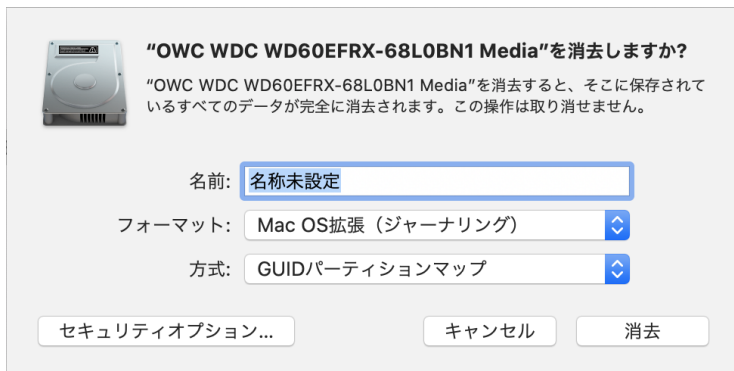 “OWC WDC WD60EFRX-68L0BN1 Media”を消去しますか?
“OWC WDC WD60EFRX-68L0BN1 Media”を消去すると、そこに保存されて
いるすべてのデータが完全に消去されます。この操作は取り消せません。
名前: 名称未設定
フォーマット: Mac OS拡張（ジャーナリング）
方式: GUIDパーティションマップ
セキュリティオプション... キャンセル 消去